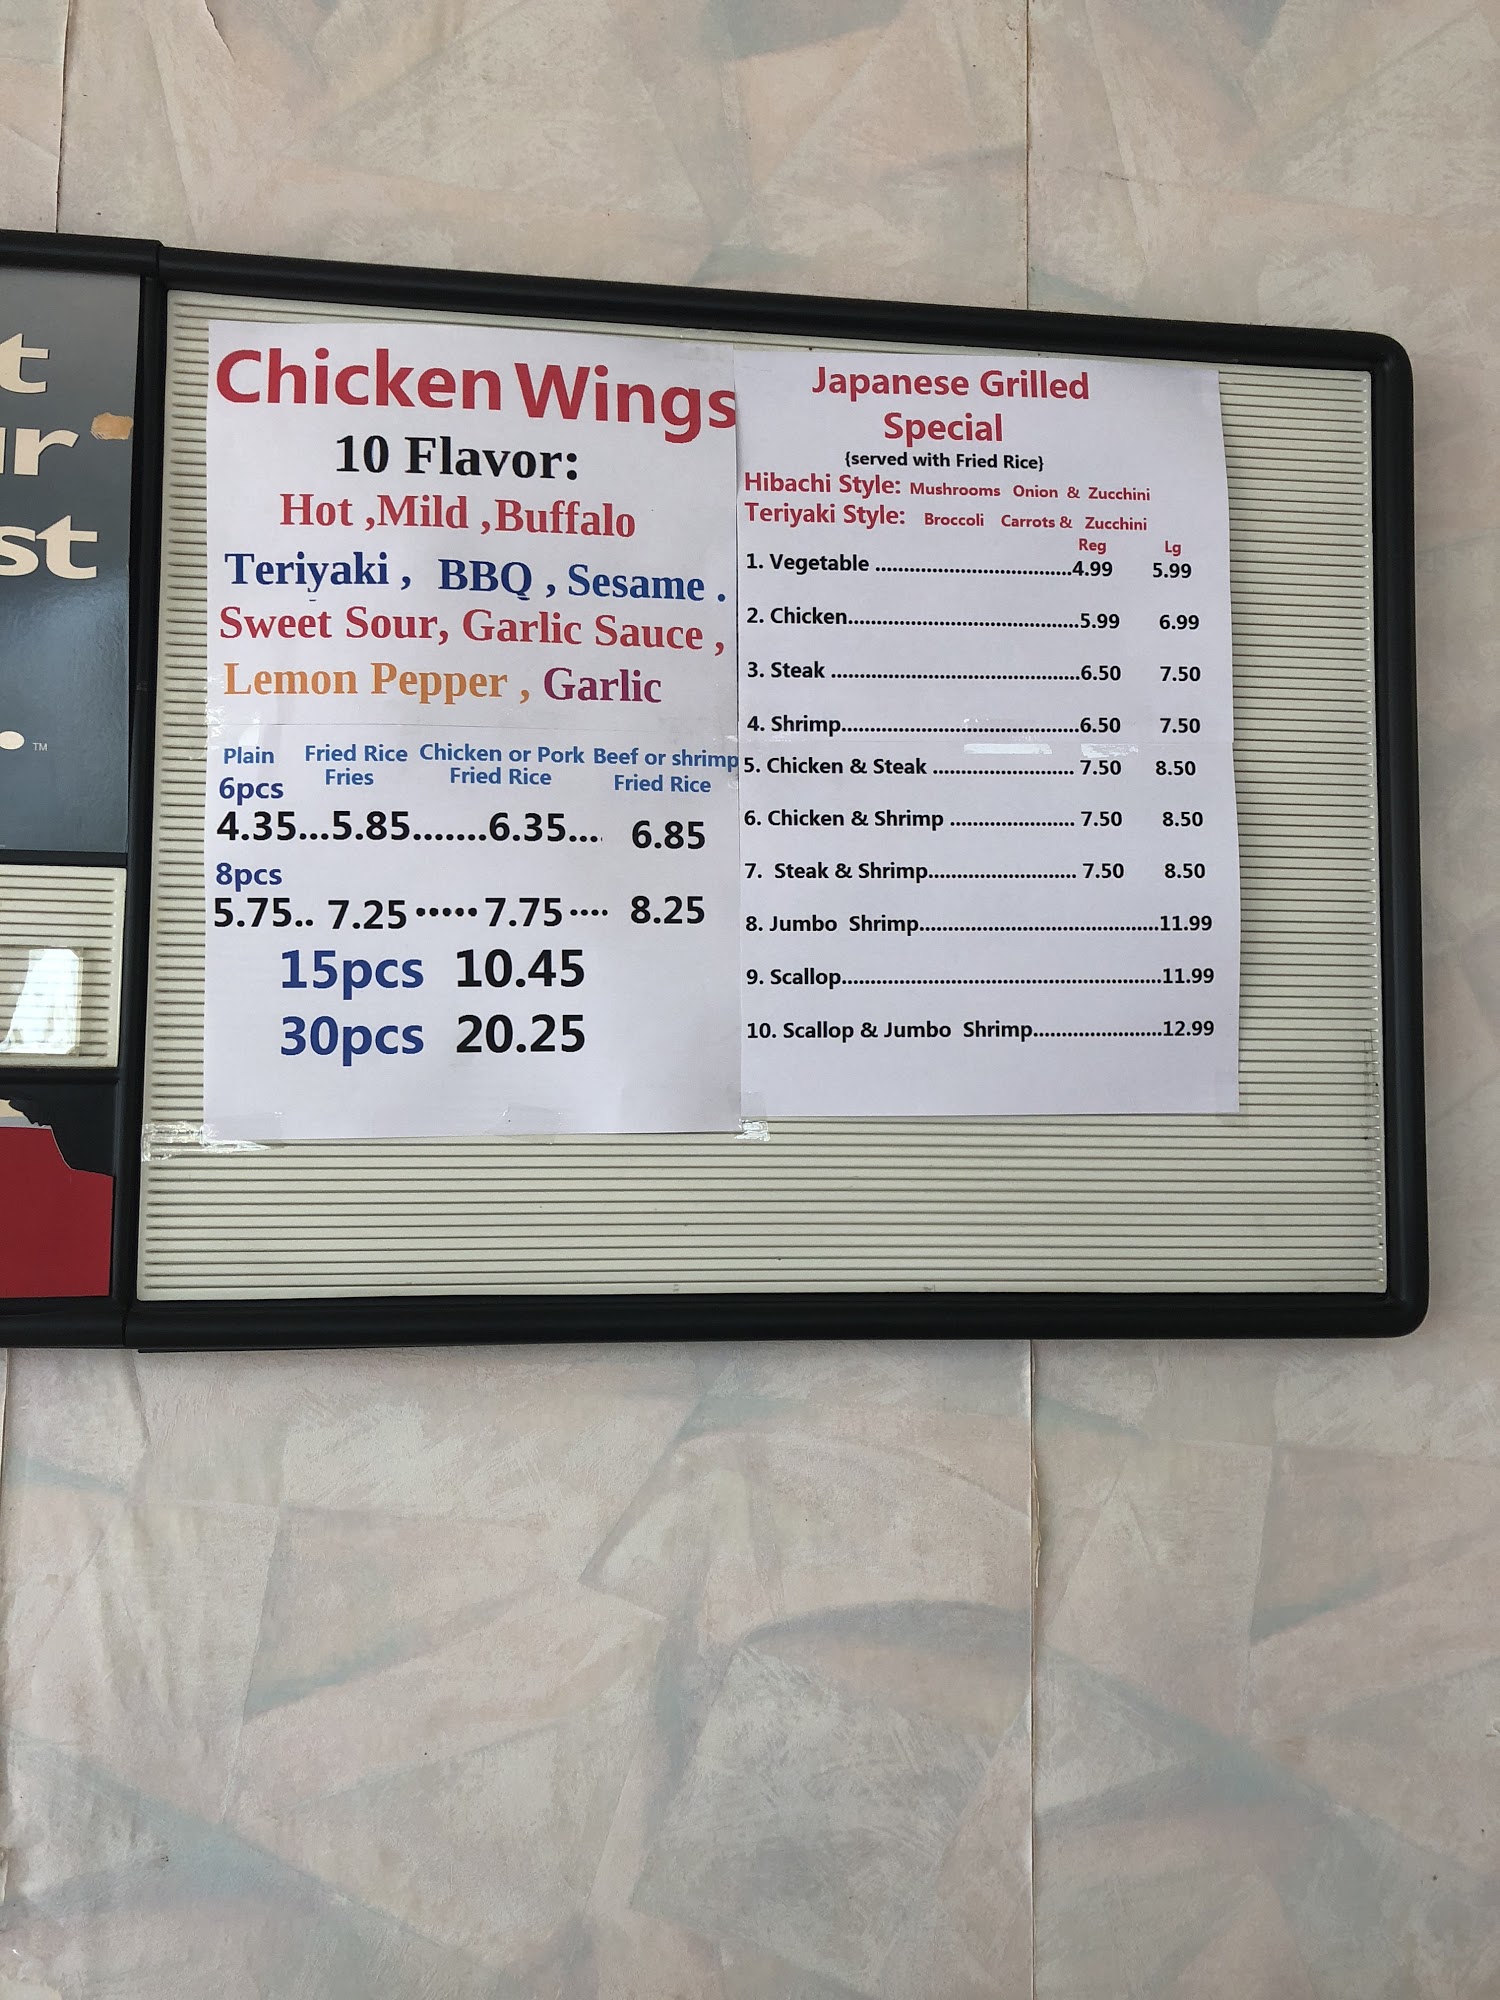 t
ur
st
TM
Chicken Wings
10 Flavor:
Hot ,Mild ,Buffalo
Teriyaki , BBQ , Sesame .
Sweet Sour, Garlic Sauce ,
Lemon Pepper , Garlic
Plain Fried Rice Chicken or Pork Beef or shrimp
Fries Fried Rice Fried Rice
6pcs
4.35...5.85.......6.35.... 6.85
8pcs
5.75.. 7.25 ····· 7.75 ···· 8.25
15pcs 10.45
30pcs 20.25
Japanese Grilled
Special
{served with Fried Rice}
Hibachi Style: Mushrooms Onion & Zucchini
Teriyaki Style: Broccoli Carrots & Zucchini
Reg Lg
1. Vegetable ..................................4.99 5.99
2. Chicken.......................................5.99 6.99
3. Steak ..........................................6.50 7.50
4. Shrimp........................................6.50 7.50
5. Chicken & Steak ........................ 7.50 8.50
6. Chicken & Shrimp ..................... 7.50 8.50
7. Steak & Shrimp......................... 7.50 8.50
8. Jumbo Shrimp.........................................11.99
9. Scallop.......................................................11.99
10. Scallop & Jumbo Shrimp......................12.99